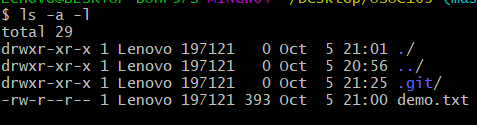 $ ls -a -l
total 29
drwxr-xr-x 1 Lenovo 197121   0 Oct  5 21:01 ./
drwxr-xr-x 1 Lenovo 197121   0 Oct  5 20:56 ../
drwxr-xr-x 1 Lenovo 197121   0 Oct  5 21:25 .git/
-rw-r--r-- 1 Lenovo 197121 393 Oct  5 21:00 demo.txt